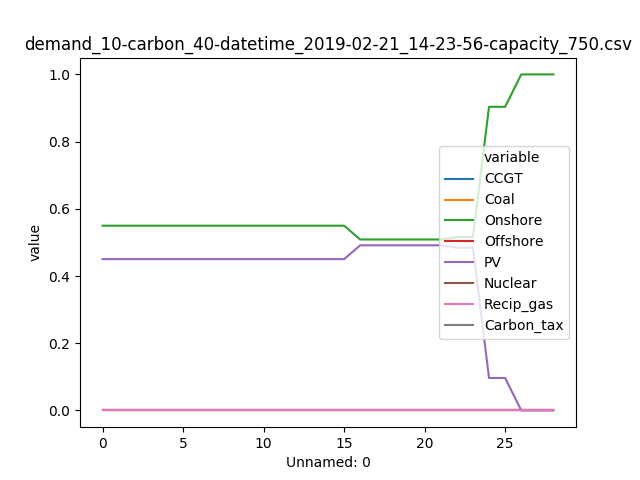 demand_10-carbon_40-datetime_2019-02-21_14-23-56-capacity_750.csv
1.0
0.8
0.6
0.4
0.2
0.0
value
variable
CCGT
Coal
Onshore
Offshore
PV
Nuclear
Recip_gas
Carbon_tax
0 5 10 15 20 25
Unnamed: 0